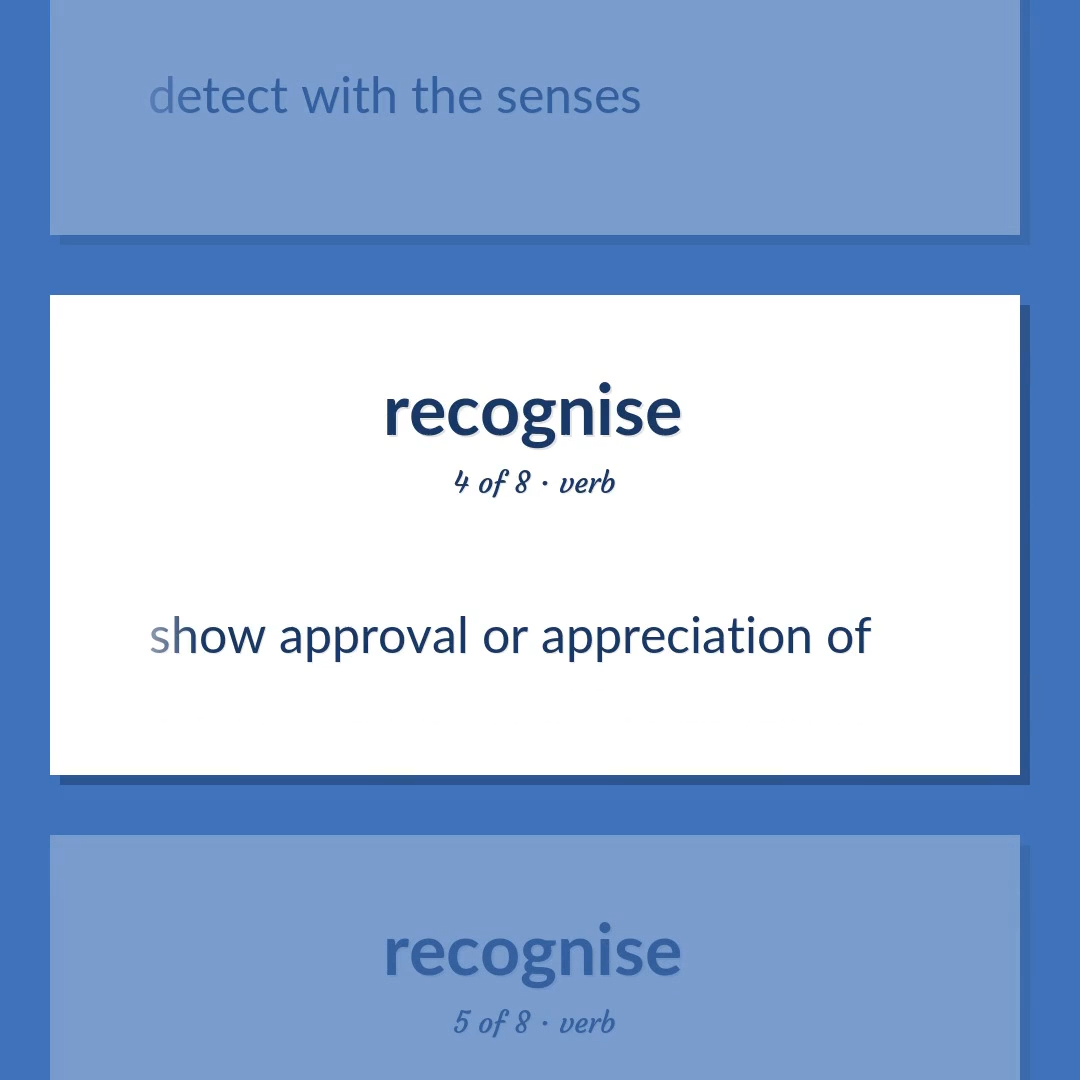 detect with the senses
recognise
4 of 8 · verb
show approval or appreciation of
recognise
5 of 8 · verb